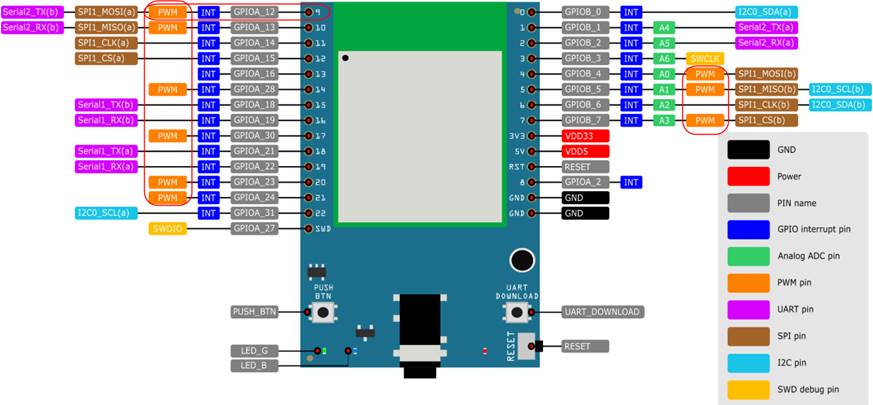 Serial2_TX(b) SPI1_MOSI(a) PWM INT GPIOA_12 9 0 GPIOB_0 INT I2C0_SDA(a)
Serial2_RX(b) SPI1_MISO(a) PWM INT GPIOA_13 10 1 GPIOB_1 INT A4 Serial2_TX(a)
SPI1_CLK(a) INT GPIOA_14 11 2 GPIOB_2 INT A5 Serial2_RX(a)
SPI1_CS(a) INT GPIOA_15 12 3 GPIOB_3 INT A6 SWCLK
INT GPIOA_16 13 4 GPIOB_4 INT A0 PWM SPI1_MOSI(b)
PWM INT GPIOA_28 14 5 GPIOB_5 INT A1 PWM SPI1_MISO(b) I2C0_SCL(b)
Serial1_TX(b) INT GPIOA_18 15 6 GPIOB_6 INT A2 SPI1_CLK(b) I2C0_SDA(b)
Serial1_RX(b) INT GPIOA_19 16 7 GPIOB_7 INT A3 PWM SPI1_CS(b)
PWM INT GPIOA_30 17 3V3 VDD33
Serial1_TX(a) INT GPIOA_21 18 5V VDD5
Serial1_RX(a) INT GPIOA_22 19 RST RESET
PWM INT GPIOA_23 20 8 GPIOA_2 INT
PWM INT GPIOA_24 21 GND GND
I2C0_SCL(a) INT GPIOA_31 22 GND GND
SWDIO GPIOA_27 SWD
PUSH
BTN
UART
DOWNLOAD
PUSH_BTN UART_DOWNLOAD
LED_G
LED_B
RESET
RESET
GND
Power
PIN name
GPIO interrupt pin
Analog ADC pin
PWM pin
UART pin
SPI pin
I2C pin
SWD debug pin